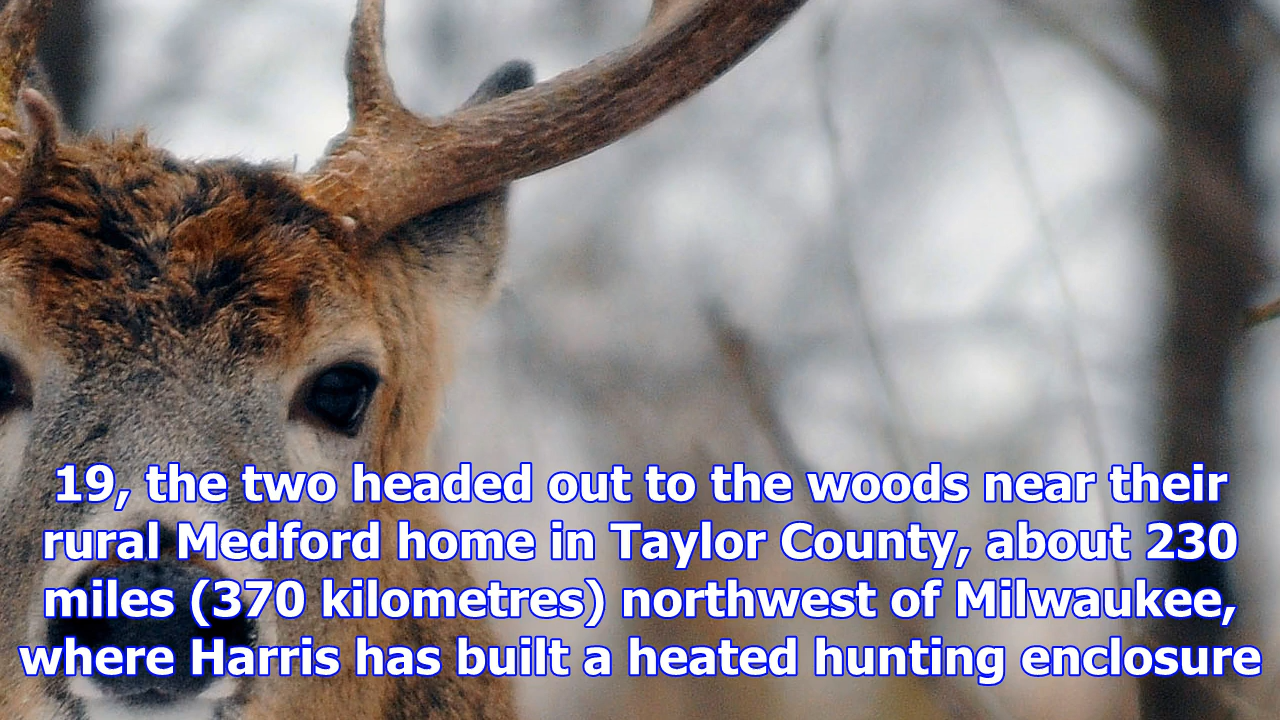 19, the two headed out to the woods near their
rural Medford home in Taylor County, about 230
miles (370 kilometres) northwest of Milwaukee,
where Harris has built a heated hunting enclosure